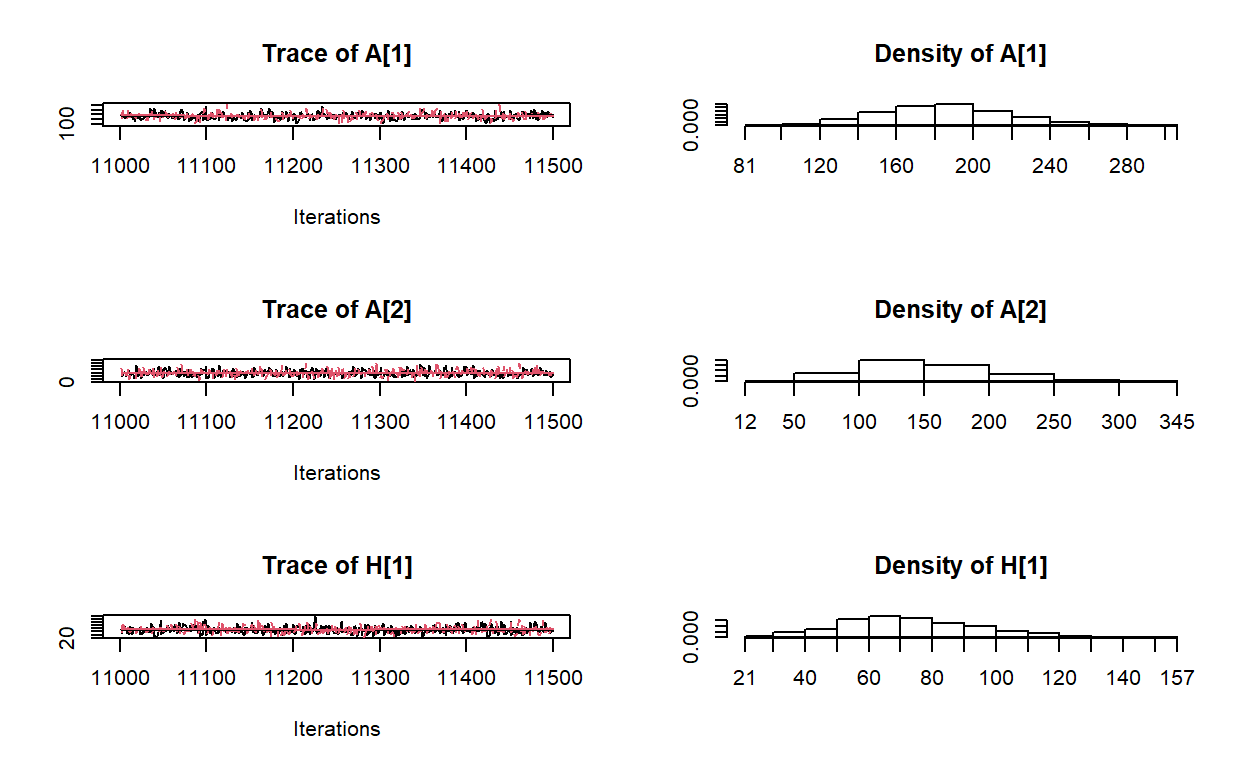 Trace of A[1]
100
11000 11100 11200 11300 11400 11500
Iterations
Density of A[1]
0.000
81 120 160 200 240 280
Trace of A[2]
0
11000 11100 11200 11300 11400 11500
Iterations
Density of A[2]
0.000
12 50 100 150 200 250 300 345
Trace of H[1]
20
11000 11100 11200 11300 11400 11500
Iterations
Density of H[1]
0.000
21 40 60 80 100 120 140 157